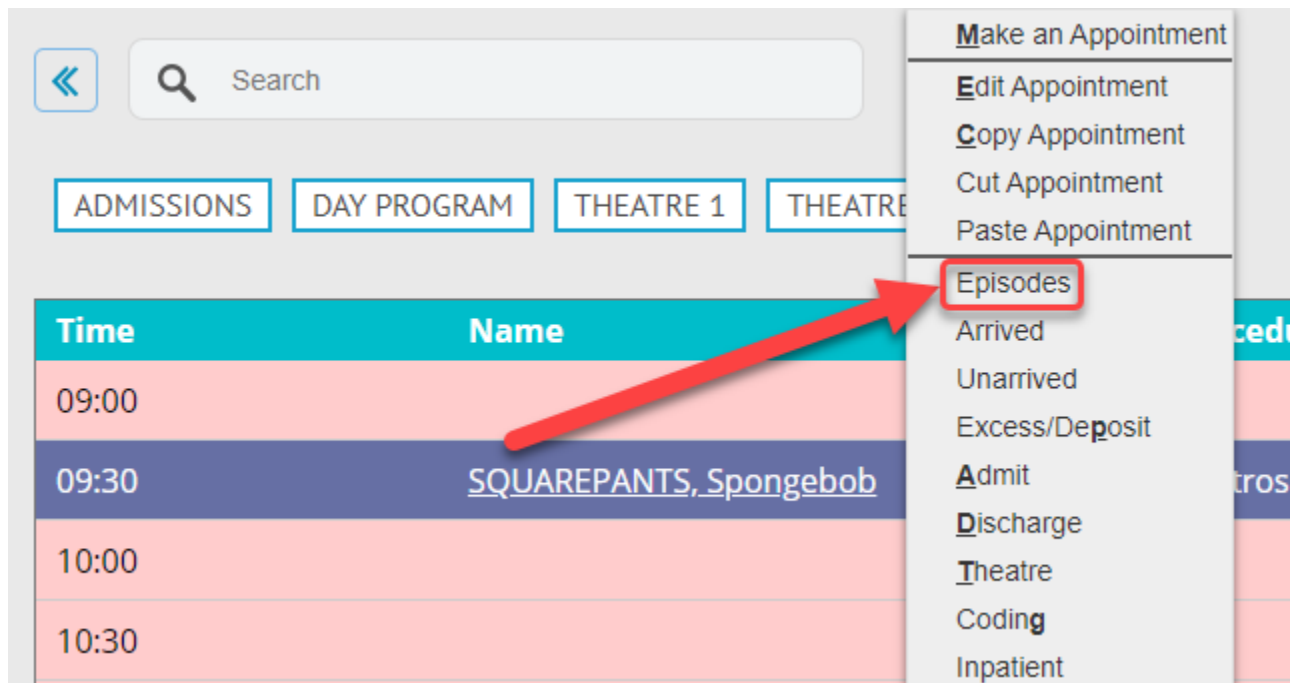 Search
ADMISSIONS
DAY PROGRAM
THEATRE 1
THEATRE
Time
Name
09:00
09:30
SQUAREPANTS, Spongebob
10:00
10:30
Make an Appointment
Edit Appointment
Copy Appointment
Cut Appointment
Paste Appointment
Episodes
Arrived
Unarrived
Excess/Deposit
Admit
Discharge
Theatre
Coding
Inpatient